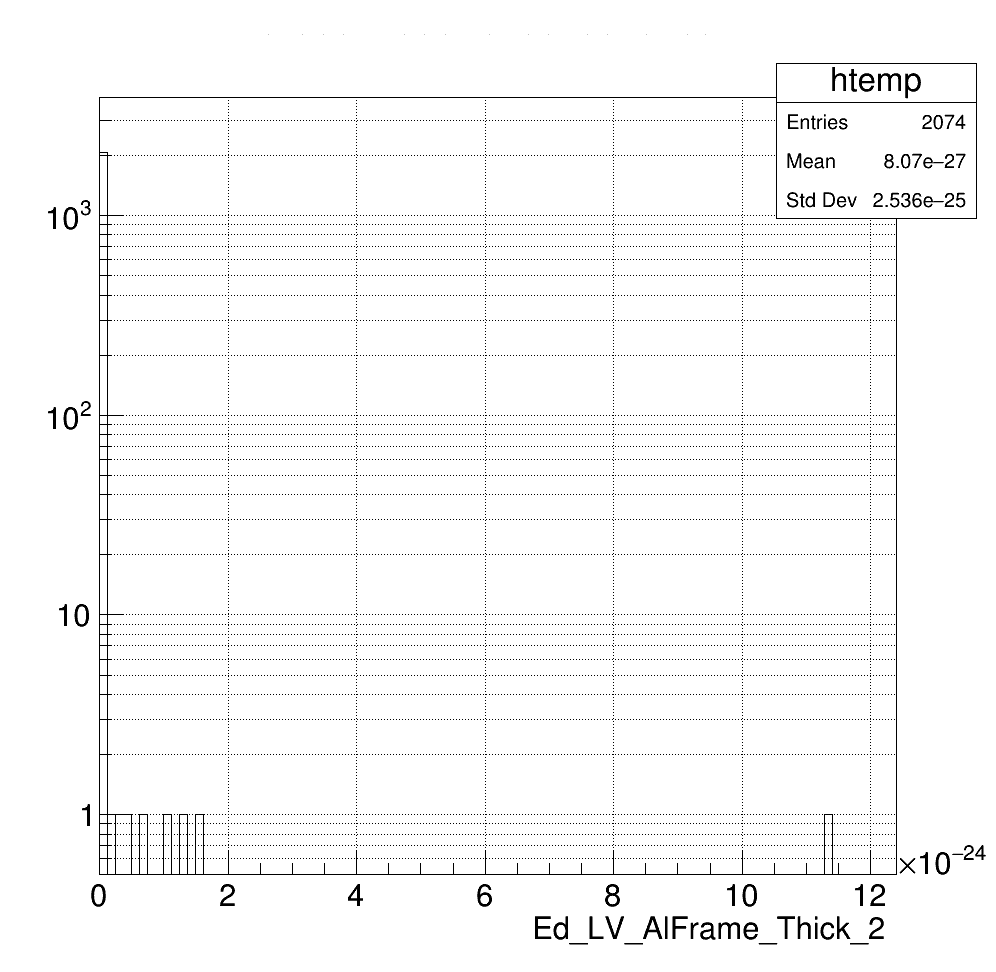 htemp
Entries 2074
Mean 8.07e−27
Std Dev 2.536e−25
10³
10²
10
1
0 2 4 6 8 10 12
×10⁻²⁴
Ed_LV_AlFrame_Thick_2